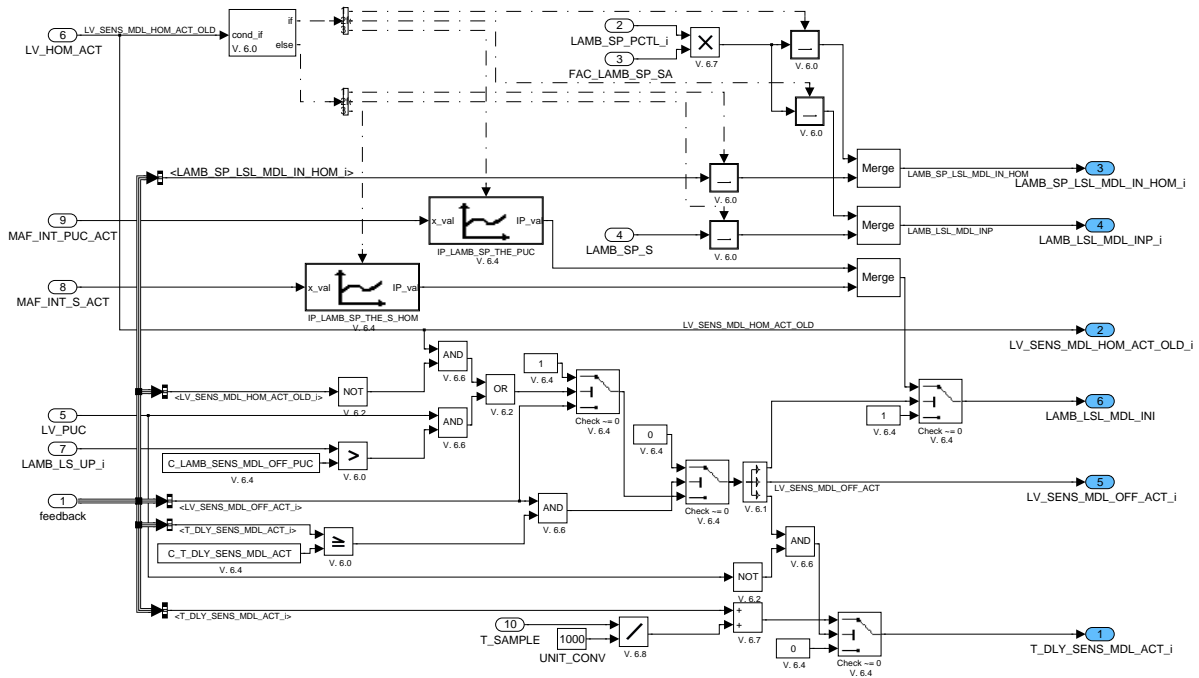 6
LV_HOM_ACT
LV_SENS_MDL_HOM_ACT_OLD
cond_if
if
else
V. 6.0
2
LAMB_SP_PCTL_i
3
FAC_LAMB_SP_SA
V. 6.7
V. 6.0
V. 6.0
<LAMB_SP_LSL_MDL_IN_HOM_i>
V. 6.0
Merge
LAMB_SP_LSL_MDL_IN_HOM
3
LAMB_SP_LSL_MDL_IN_HOM_i
9
MAF_INT_PUC_ACT
x_val
IP_val
IP_LAMB_SP_THE_PUC
V. 6.4
4
LAMB_SP_S
V. 6.0
Merge
LAMB_LSL_MDL_INP
4
LAMB_LSL_MDL_INP_i
8
MAF_INT_S_ACT
x_val
IP_val
IP_LAMB_SP_THE_S_HOM
V. 6.4
Merge
LV_SENS_MDL_HOM_ACT_OLD
2
LV_SENS_MDL_HOM_ACT_OLD_i
AND
V. 6.6
<LV_SENS_MDL_HOM_ACT_OLD_i>
NOT
V. 6.2
OR
V. 6.2
1
V. 6.4
Check ~= 0
V. 6.4
5
LV_PUC
AND
V. 6.6
7
LAMB_LS_UP_i
C_LAMB_SENS_MDL_OFF_PUC
V. 6.4
>
V. 6.0
0
V. 6.4
Check ~= 0
V. 6.4
1
V. 6.4
Check ~= 0
V. 6.4
6
LAMB_LSL_MDL_INI
V. 6.1
LV_SENS_MDL_OFF_ACT
5
LV_SENS_MDL_OFF_ACT_i
1
feedback
<LV_SENS_MDL_OFF_ACT_i>
AND
V. 6.6
<T_DLY_SENS_MDL_ACT_i>
C_T_DLY_SENS_MDL_ACT
V. 6.4
≥
V. 6.0
AND
V. 6.6
NOT
V. 6.2
<T_DLY_SENS_MDL_ACT_i>
10
T_SAMPLE
1000
UNIT_CONV
V. 6.8
+
+
V. 6.7
0
V. 6.4
Check ~= 0
V. 6.4
1
T_DLY_SENS_MDL_ACT_i